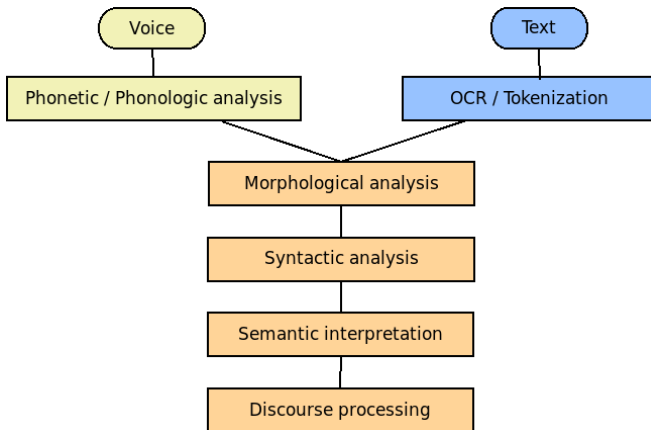 Voice
Text
Phonetic / Phonologic analysis
OCR / Tokenization
Morphological analysis
Syntactic analysis
Semantic interpretation
Discourse processing